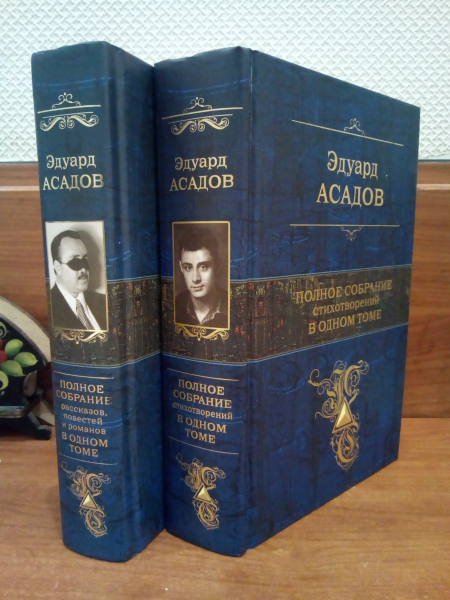 Эдуард
АСАДОВ
ПОЛНОЕ
СОБРАНИЕ
рассказов,
повестей
и романов
В ОДНОМ
ТОМЕ
Эдуард
АСАДОВ
ПОЛНОЕ
СОБРАНИЕ
стихотворений
В ОДНОМ
ТОМЕ
Эдуард
АСАДОВ
ПОЛНОЕ СОБРАНИЕ
стихотворений
В ОДНОМ ТОМЕ